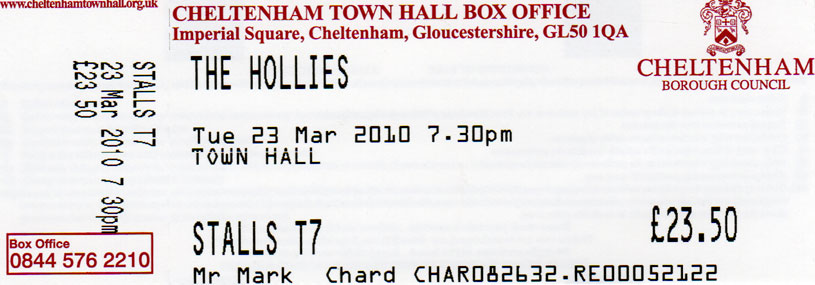 www.cheltenhamtownhall.org.uk
CHELTENHAM TOWN HALL BOX OFFICE
Imperial Square, Cheltenham, Gloucestershire, GL50 1QA
CHELTENHAM
BOROUGH COUNCIL
STALLS T7
23 Mar 2010 7 30pm
£23 50
THE HOLLIES
Tue 23 Mar 2010 7.30pm
TOWN HALL
£23.50
STALLS T7
Mr Mark Chard CHAR082632.RE00052122
Box Office
0844 576 2210